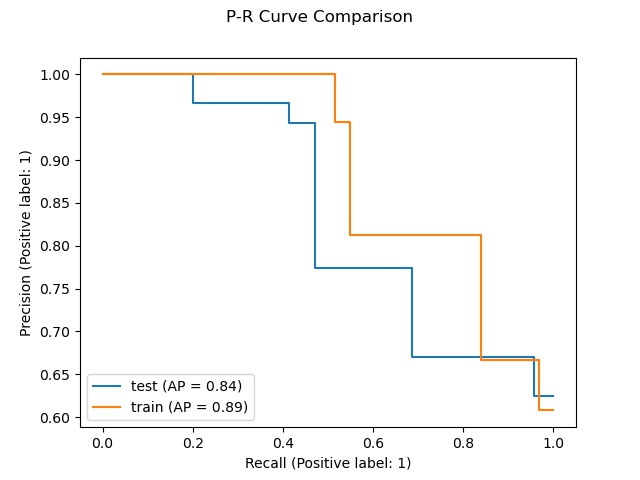 P-R Curve Comparison
1.00
0.95
0.90
0.85
0.80
0.75
0.70
0.65
0.60
Precision (Positive label: 1)
test (AP = 0.84)
train (AP = 0.89)
0.0 0.2 0.4 0.6 0.8 1.0
Recall (Positive label: 1)